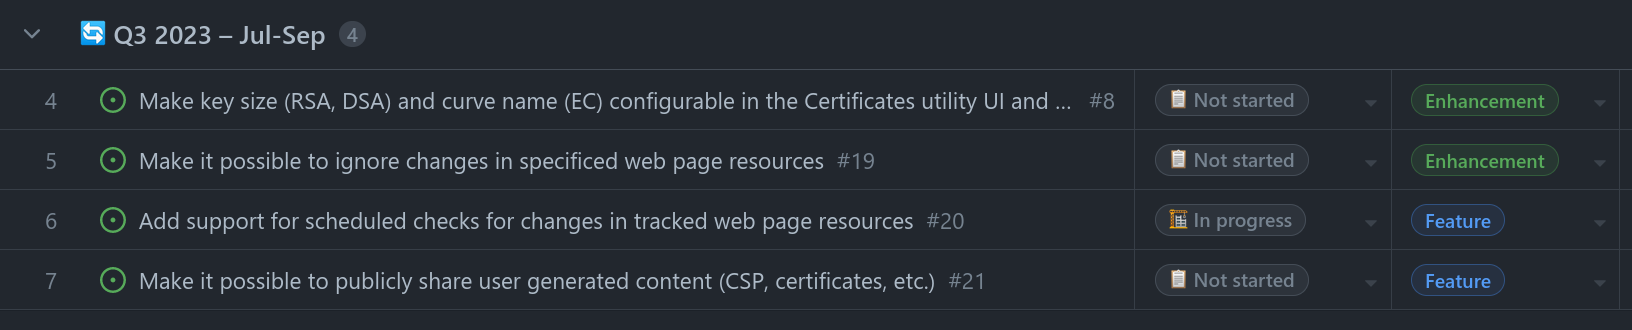 Q3 2023 – Jul-Sep 4
4 Make key size (RSA, DSA) and curve name (EC) configurable in the Certificates utility UI and ... #8 Not started Enhancement
5 Make it possible to ignore changes in specificed web page resources #19 Not started Enhancement
6 Add support for scheduled checks for changes in tracked web page resources #20 In progress Feature
7 Make it possible to publicly share user generated content (CSP, certificates, etc.) #21 Not started Feature